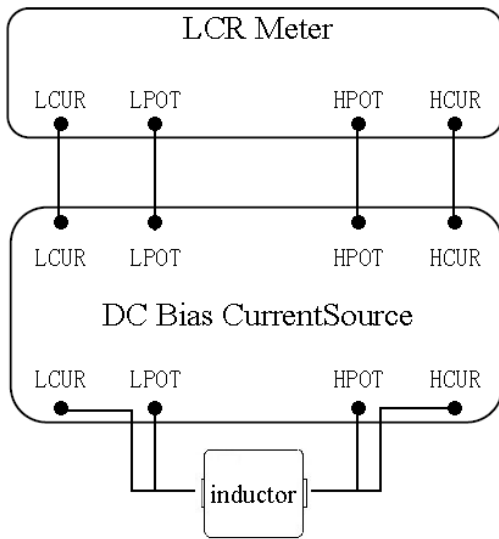 LCR Meter
LCUR LPOT HPOT HCUR
LCUR LPOT HPOT HCUR
DC Bias CurrentSource
LCUR LPOT HPOT HCUR
inductor